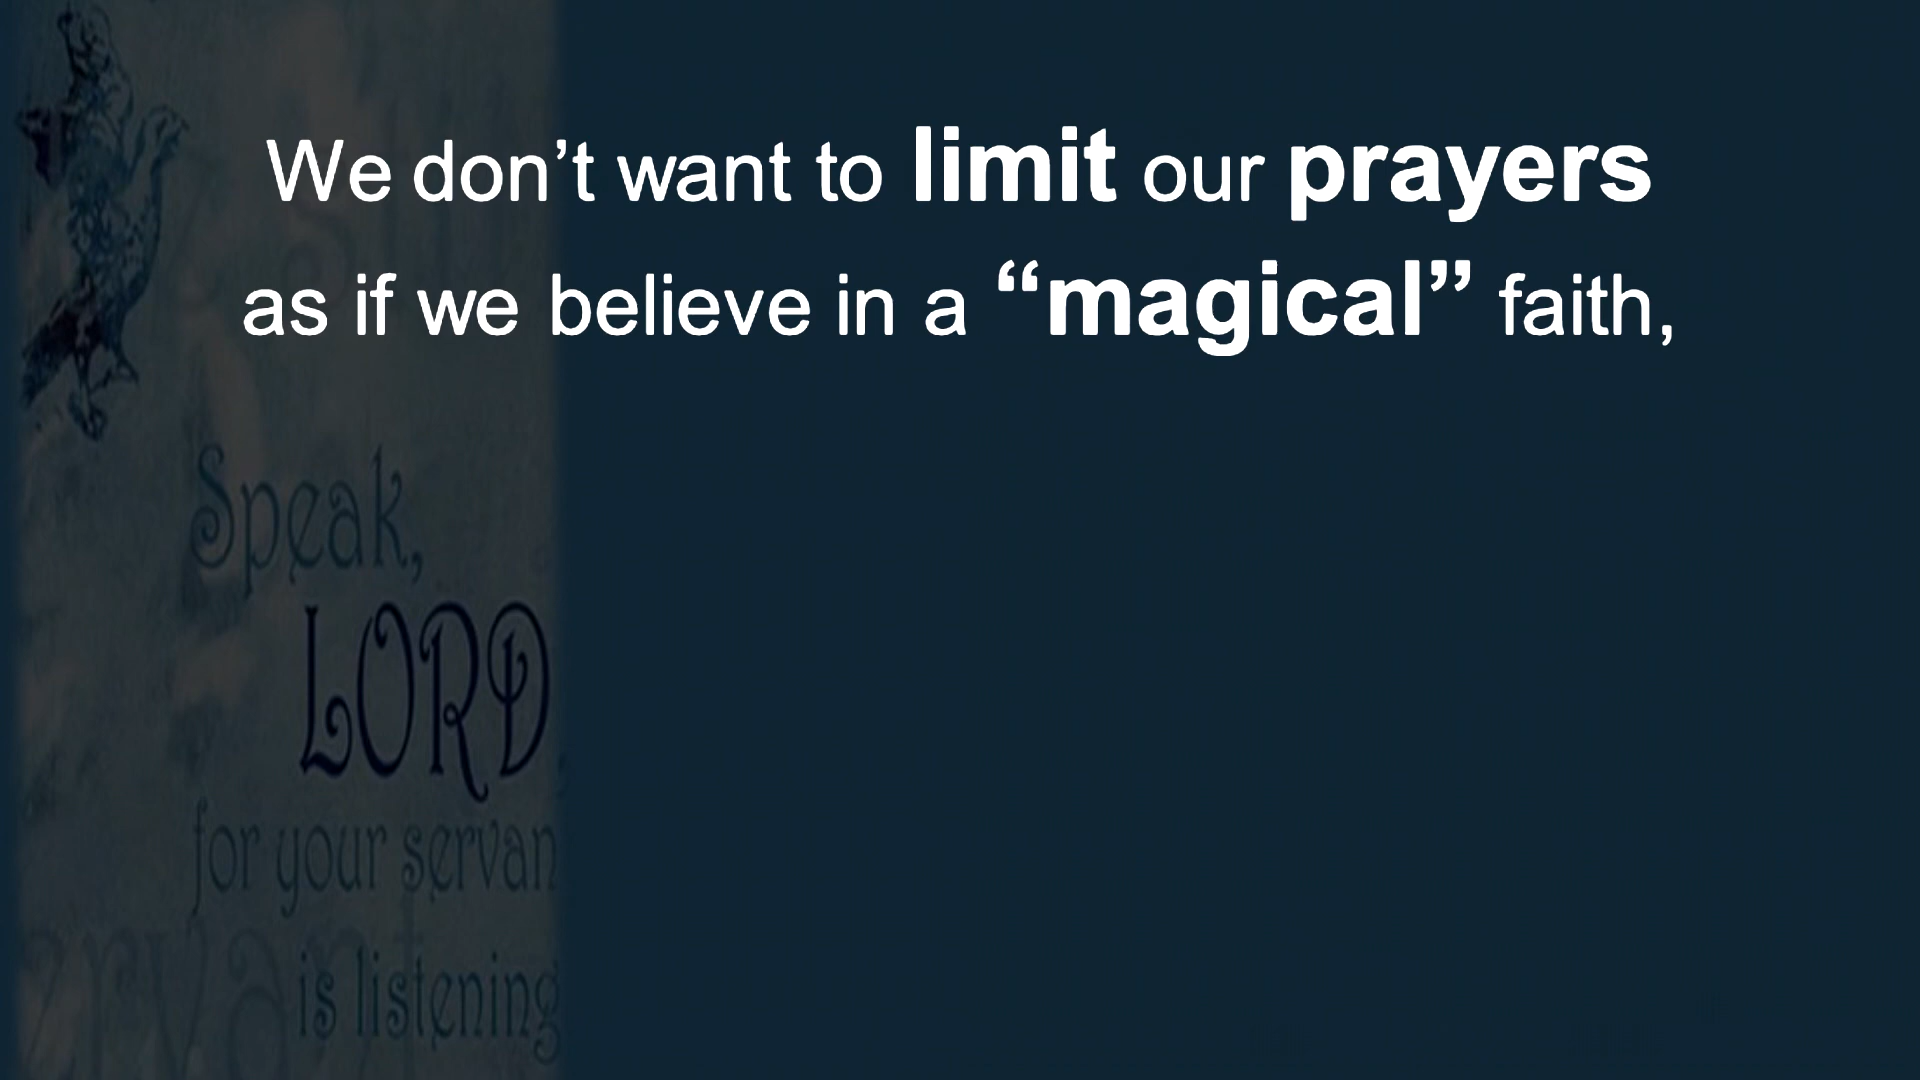 We don’t want to limit our prayers
as if we believe in a “magical” faith,
Speak,
LORD
for your servan
is listening